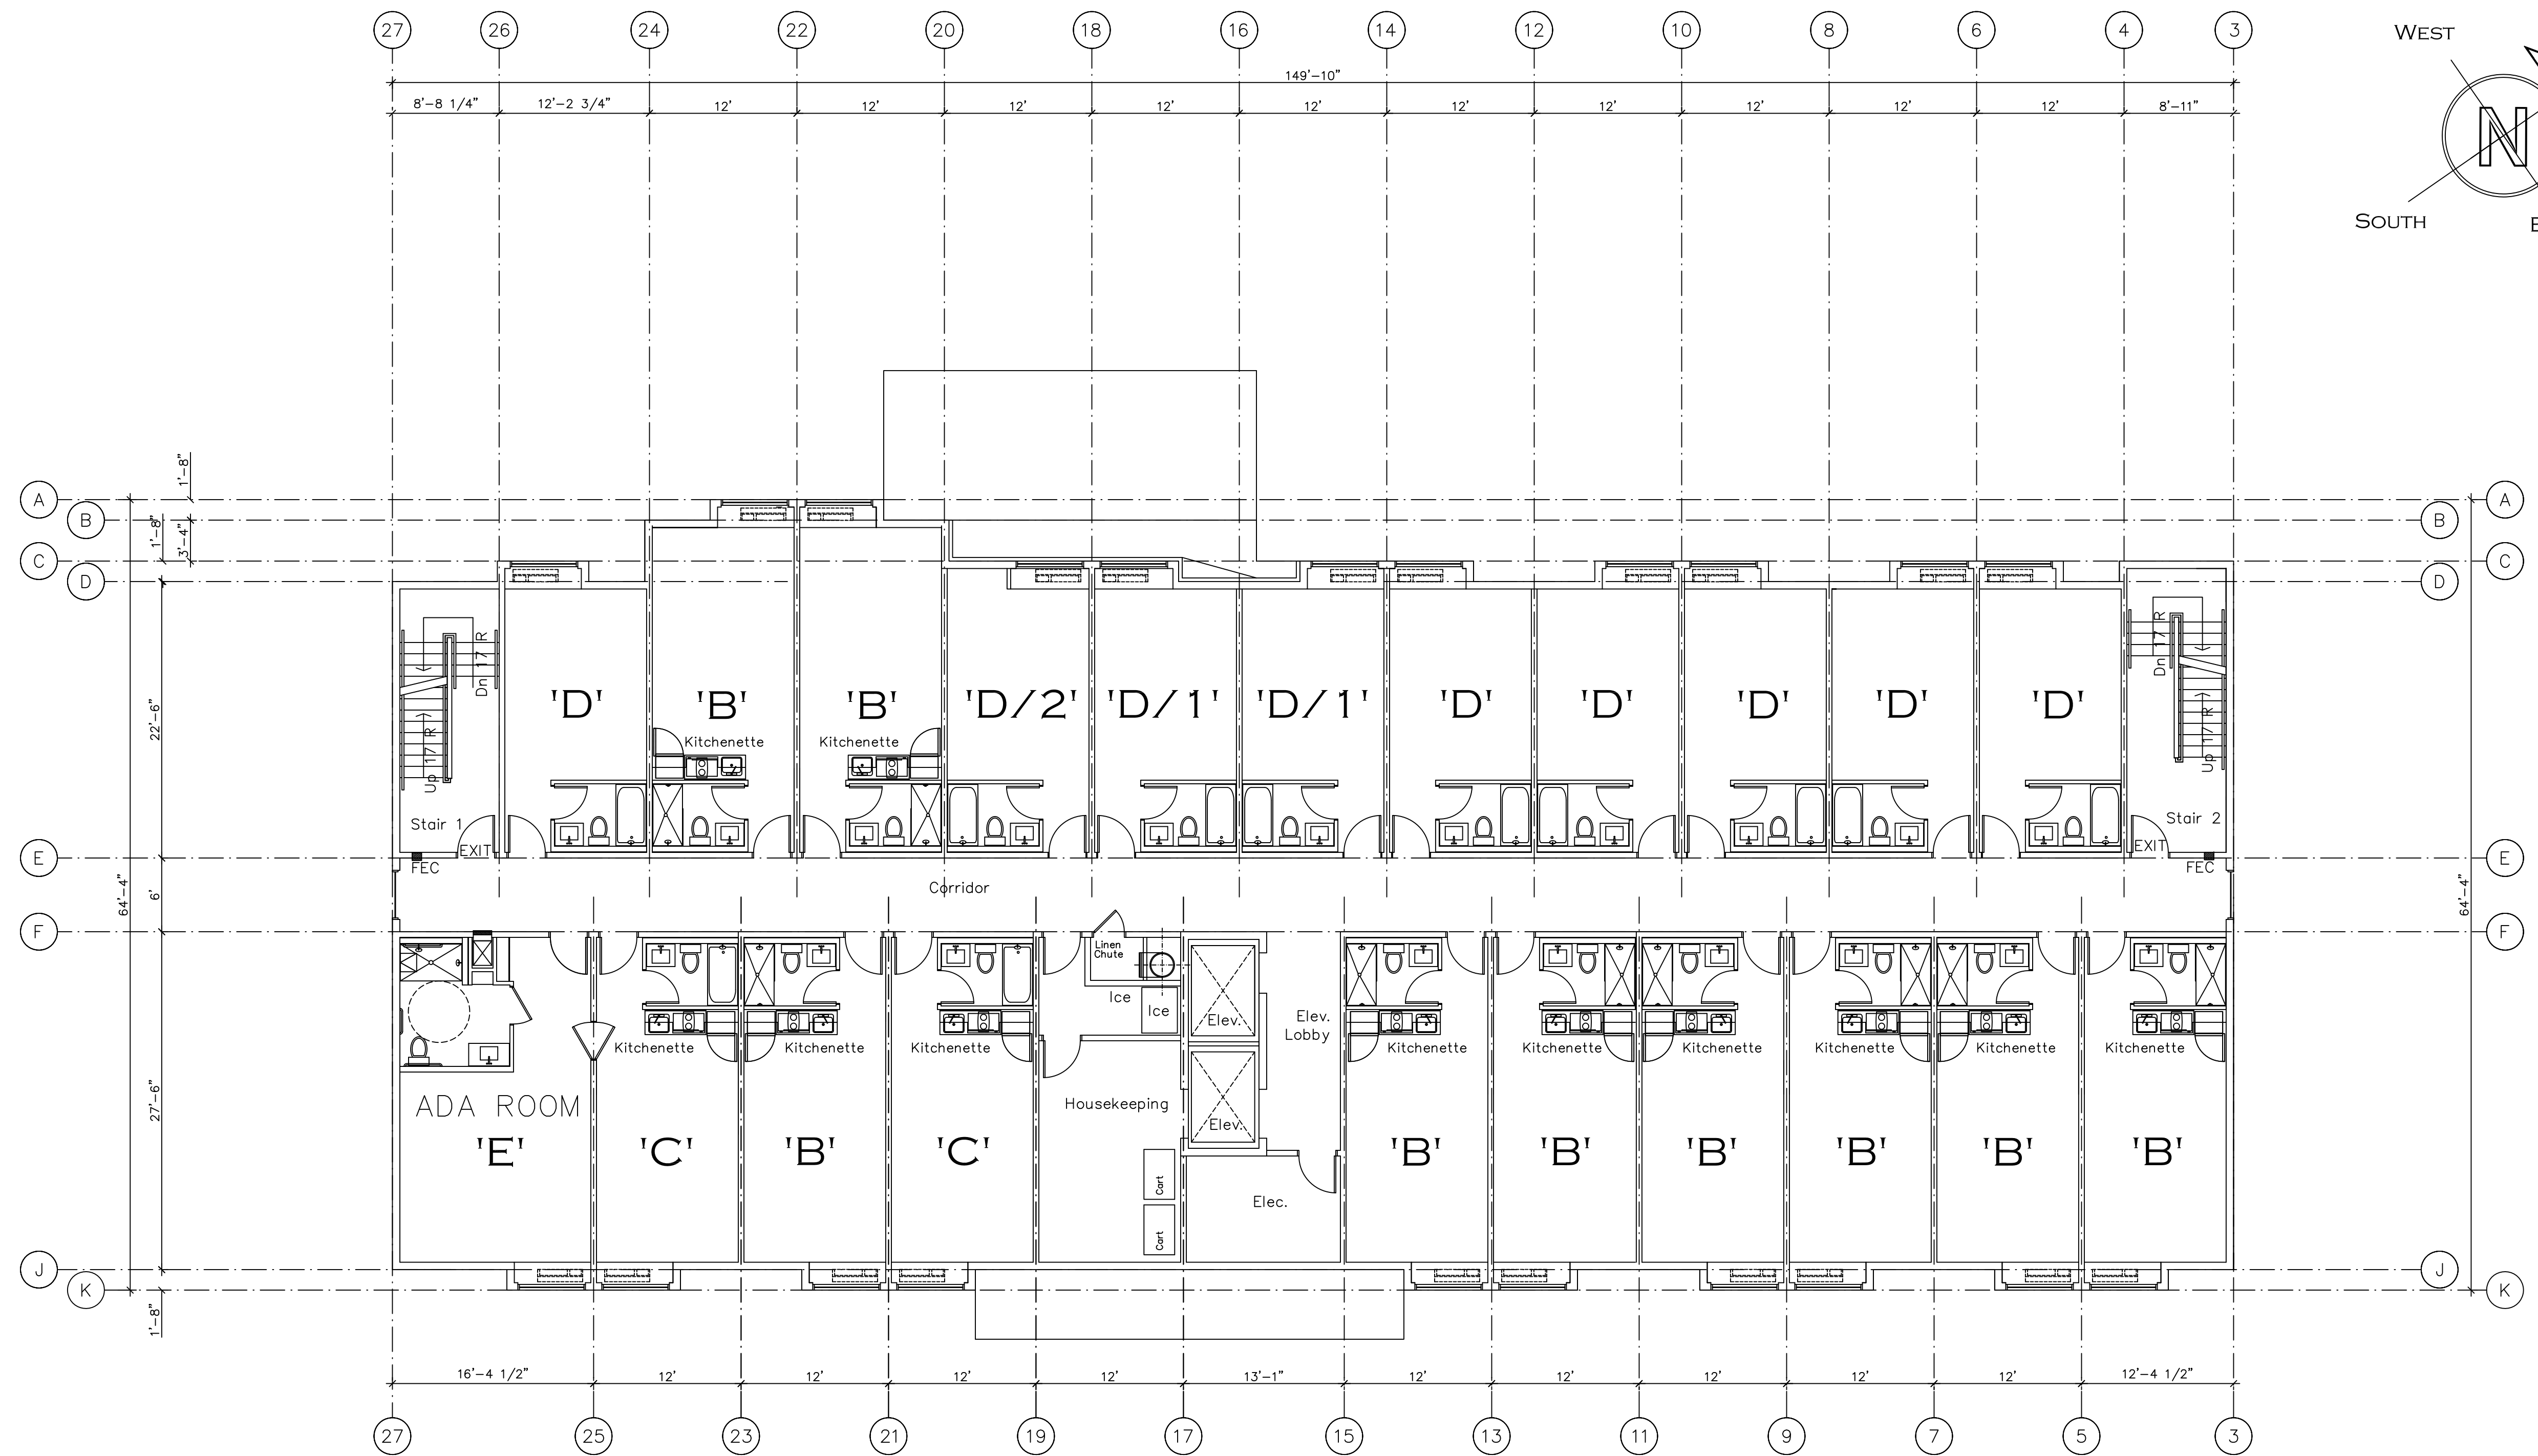 27 26 24 22 20 18 16 14 12 10 8 6 4 3
WEST
N
SOUTH
149'-10"
8'-8 1/4" 12'-2 3/4" 12' 12' 12' 12' 12' 12' 12' 12' 12' 12' 8'-11"
1'-8"
A A
B B
1'-8" 3'-4"
C C
D D
Dn 17 R Dn 17 R
'D' 'B' 'B' 'D/2' 'D/1' 'D/1' 'D' 'D' 'D' 'D' 'D'
22'-6"
Up 17 R Up 17 R
Kitchenette Kitchenette
Stair 1 Stair 2
EXIT EXIT
E E
FEC FEC
64'-4" 6' Corridor 64'-4"
F F
Linen
Chute
Ice
Ice
Elev.
Elev.
Lobby
Kitchenette Kitchenette Kitchenette Kitchenette Kitchenette Kitchenette Kitchenette Kitchenette Kitchenette
27'-6"
ADA ROOM
Housekeeping
Elev.
'E' 'C' 'B' 'C' 'B' 'B' 'B' 'B' 'B' 'B'
Cart
Elec.
Cart
J J
K K
1'-8"
16'-4 1/2" 12' 12' 12' 12' 13'-1" 12' 12' 12' 12' 12' 12'-4 1/2"
27 25 23 21 19 17 15 13 11 9 7 5 3